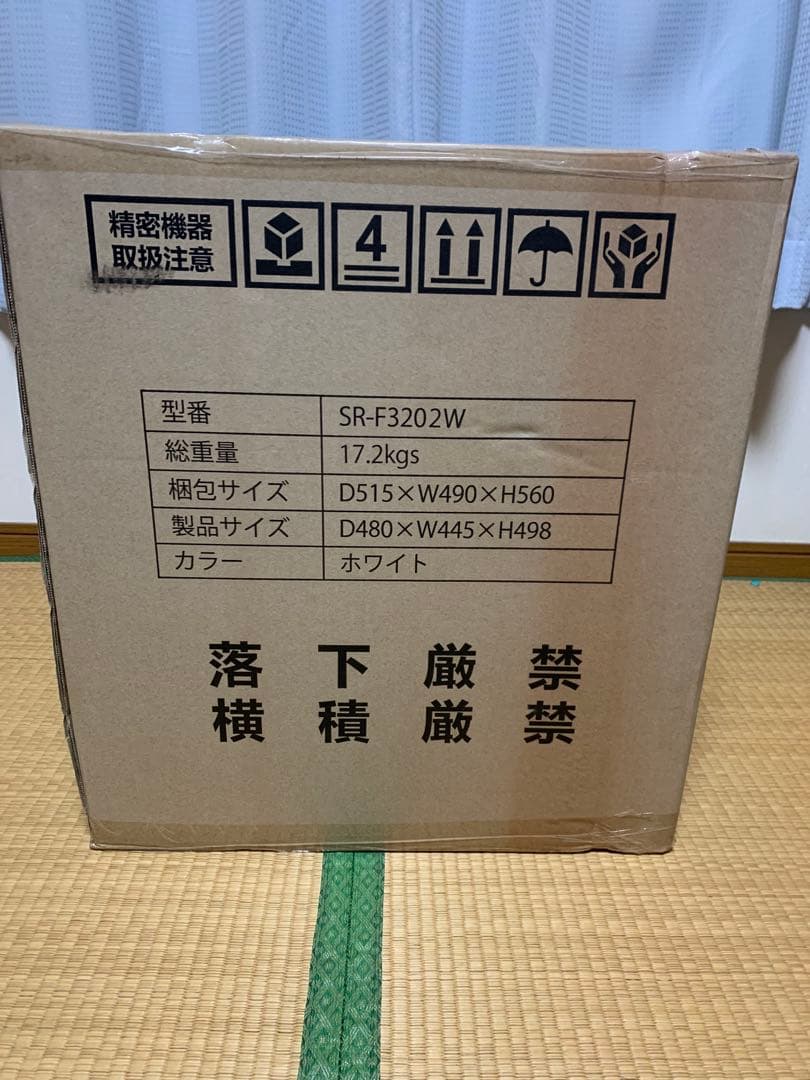 精密機器
取扱注意
4
型番 SR-F3202W
総重量 17.2kgs
梱包サイズ D515×W490×H560
製品サイズ D480×W445×H498
カラー ホワイト
落下厳禁
横積厳禁